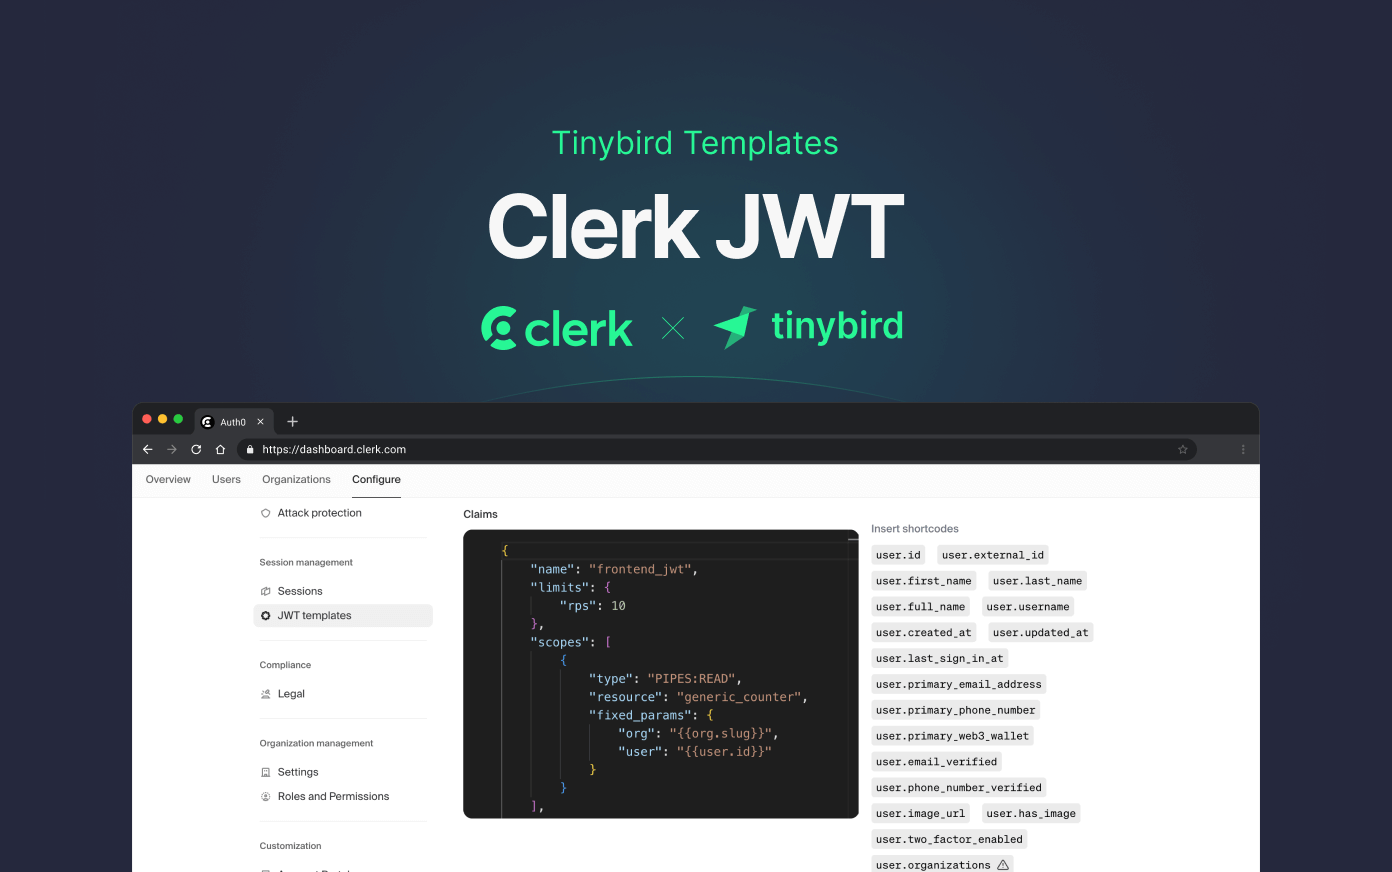 Tinybird Templates
Clerk JWT
clerk tinybird
Auth0
https://dashboard.clerk.com
Overview Users Organizations Configure
Attack protection
Session management
Sessions
JWT templates
Compliance
Legal
Organization management
Settings
Roles and Permissions
Customization
Claims
{
"name": "frontend_jwt",
"limits": {
"rps": 10
},
"scopes": [
{
"type": "PIPES:READ",
"resource": "generic_counter",
"fixed_params": {
"org": "{{org.slug}}",
"user": "{{user.id}}"
}
}
],
Insert shortcodes
user.id user.external_id
user.first_name user.last_name
user.full_name user.username
user.created_at user.updated_at
user.last_sign_in_at
user.primary_email_address
user.primary_phone_number
user.primary_web3_wallet
user.email_verified
user.phone_number_verified
user.image_url user.has_image
user.two_factor_enabled
user.organizations